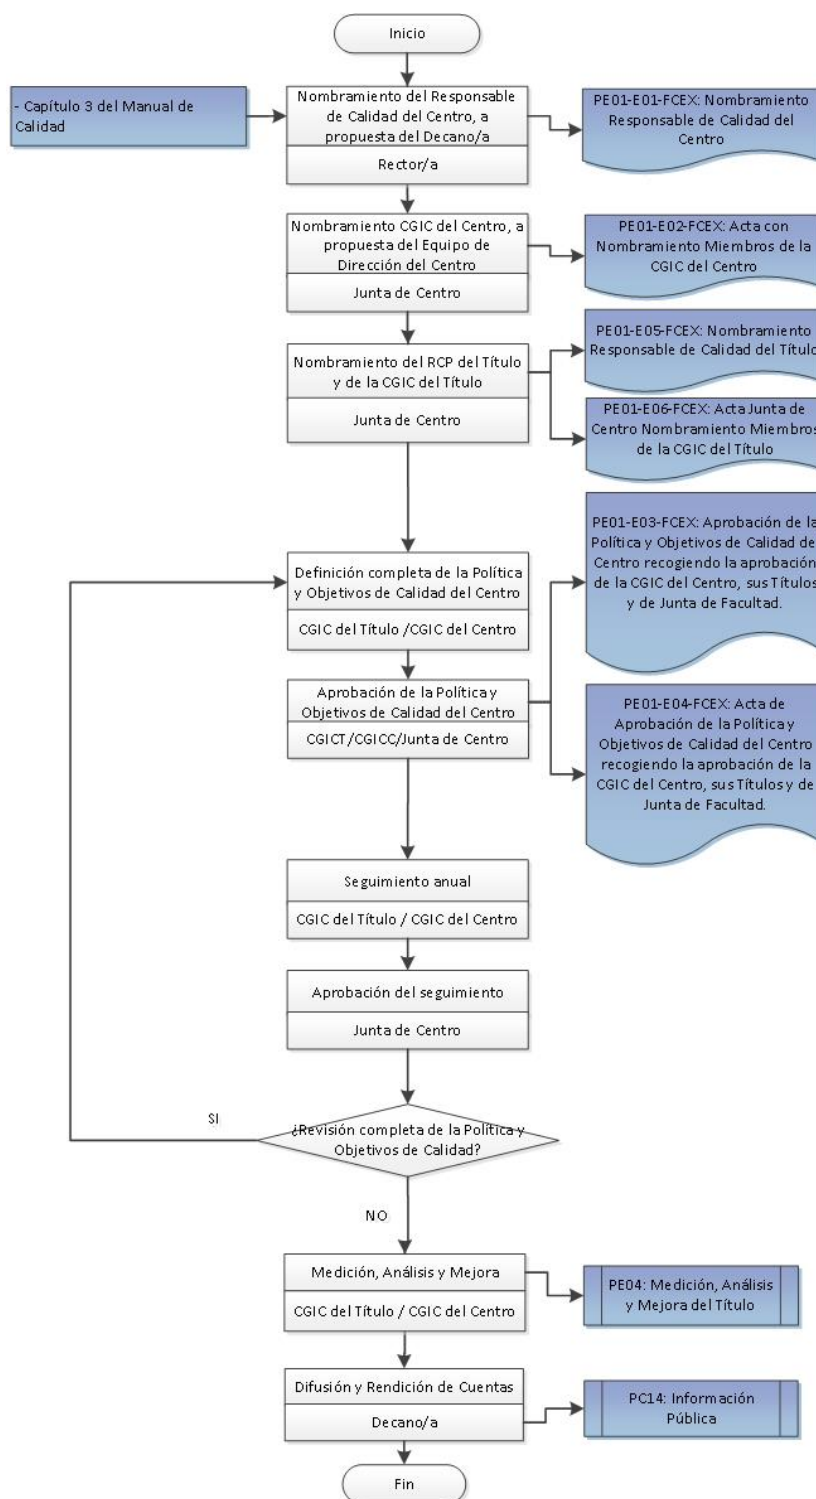 Inicio
- Capítulo 3 del Manual de
Calidad
Nombramiento del Responsable
de Calidad del Centro, a
propuesta del Decano/a
Rector/a
PE01-E01-FCEX: Nombramiento
Responsable de Calidad del
Centro
Nombramiento CGIC del Centro, a
propuesta del Equipo de
Dirección del Centro
Junta de Centro
PE01-E02-FCEX: Acta con
Nombramiento Miembros de la
CGIC del Centro
Nombramiento del RCP del Título
y de la CGIC del Título
Junta de Centro
PE01-E05-FCEX: Nombramiento
Responsable de Calidad del Título
PE01-E06-FCEX: Acta Junta de
Centro Nombramiento Miembros
de la CGIC del Título
Definición completa de la Política
y Objetivos de Calidad del Centro
CGIC del Título /CGIC del Centro
PE01-E03-FCEX: Aprobación de la
Política y Objetivos de Calidad de
Centro recogiendo la aprobación
de la CGIC del Centro, sus Títulos
y de Junta de Facultad.
Aprobación de la Política y
Objetivos de Calidad del Centro
CGICT/CGICC/Junta de Centro
PE01-E04-FCEX: Acta de
Aprobación de la Política y
Objetivos de Calidad del Centro
recogiendo la aprobación de la
CGIC del Centro, sus Títulos y de
Junta de Facultad.
Seguimiento anual
CGIC del Título / CGIC del Centro
Aprobación del seguimiento
Junta de Centro
SI
¿Revisión completa de la Política y
Objetivos de Calidad?
NO
Medición, Análisis y Mejora
CGIC del Título / CGIC del Centro
PE04: Medición, Análisis
y Mejora del Título
Difusión y Rendición de Cuentas
Decano/a
PC14: Información
Pública
Fin